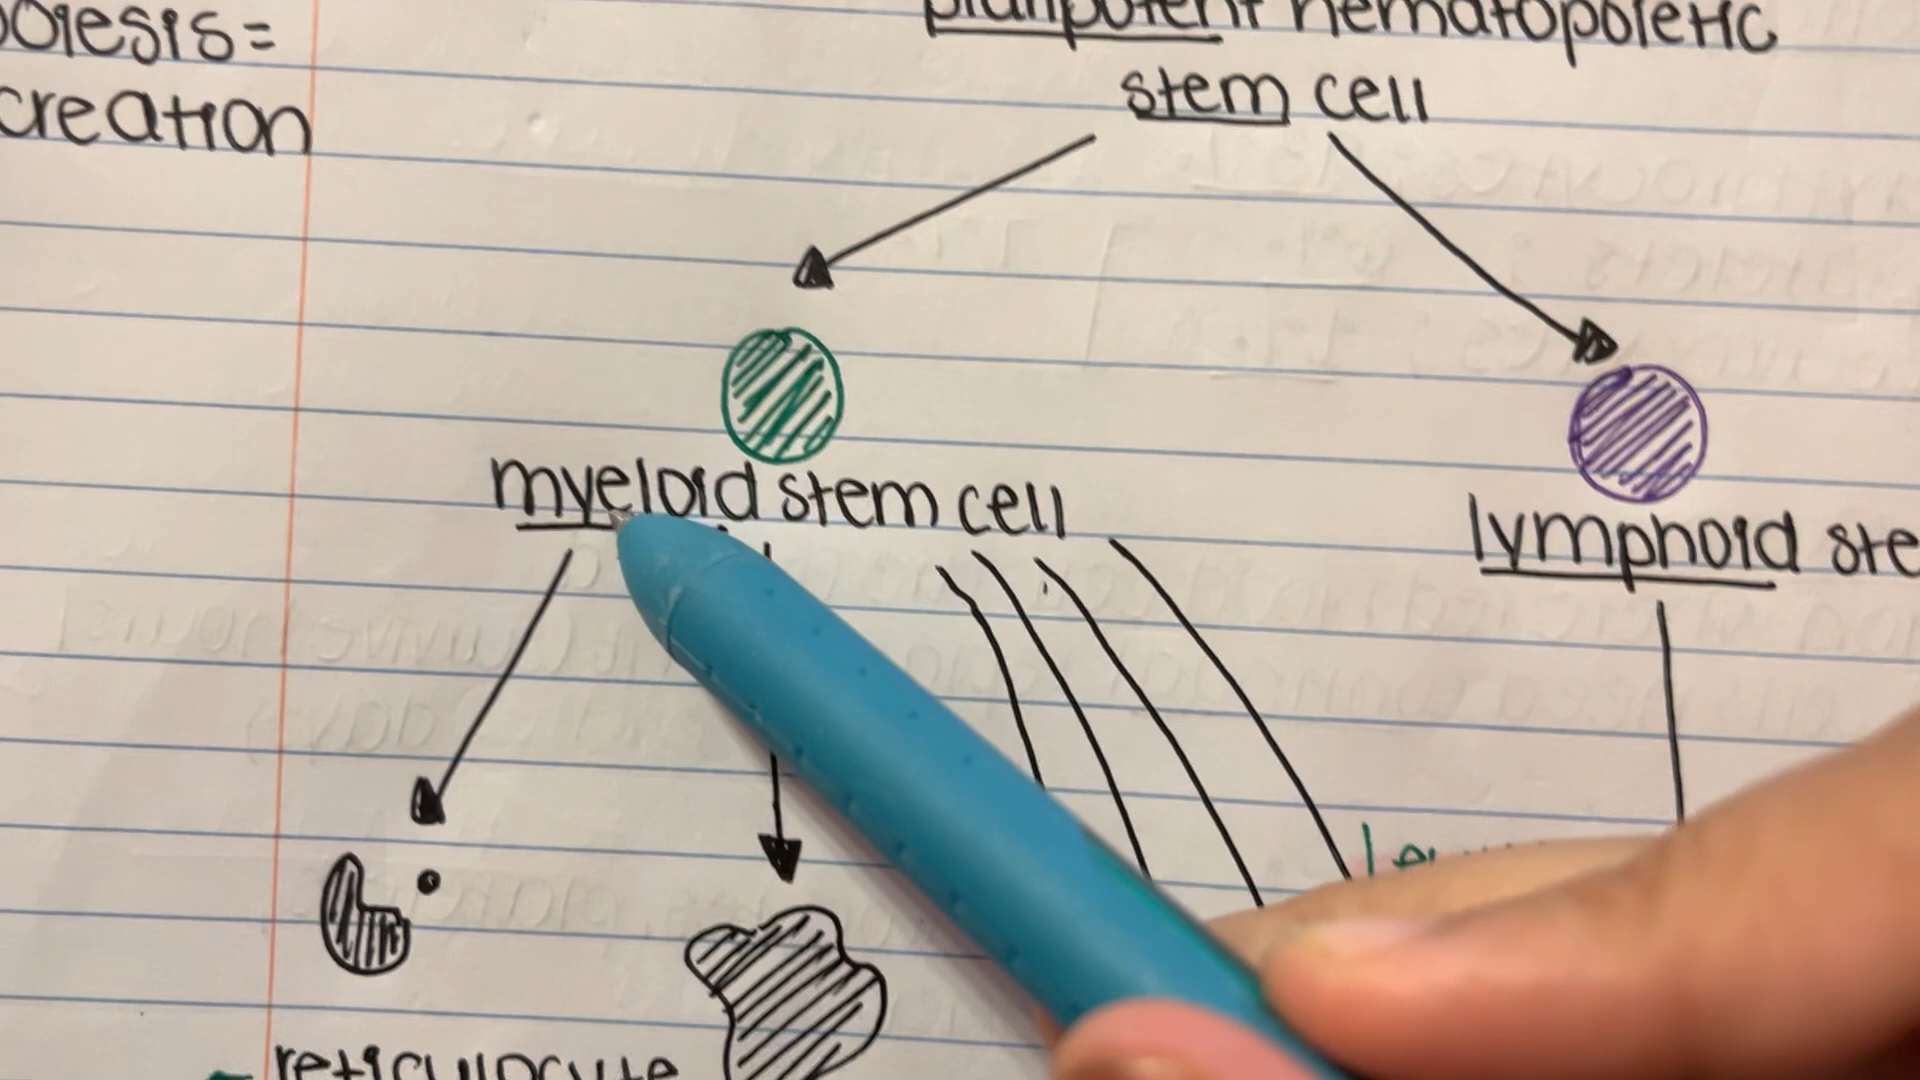 poiesis=
creation
pluripotent hematopoietic
stem cell
myeloid stem cell
lymphoid ste
reticulocyte